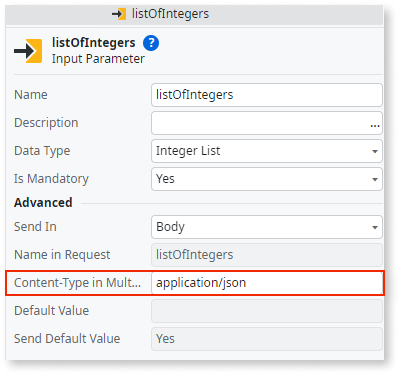 listOfIntegers
listOfIntegers ?
Input Parameter
Name listOfIntegers
Description ...
Data Type Integer List
Is Mandatory Yes
Advanced
Send In Body
Name in Request listOfIntegers
Content-Type in Mult... application/json
Default Value
Send Default Value Yes